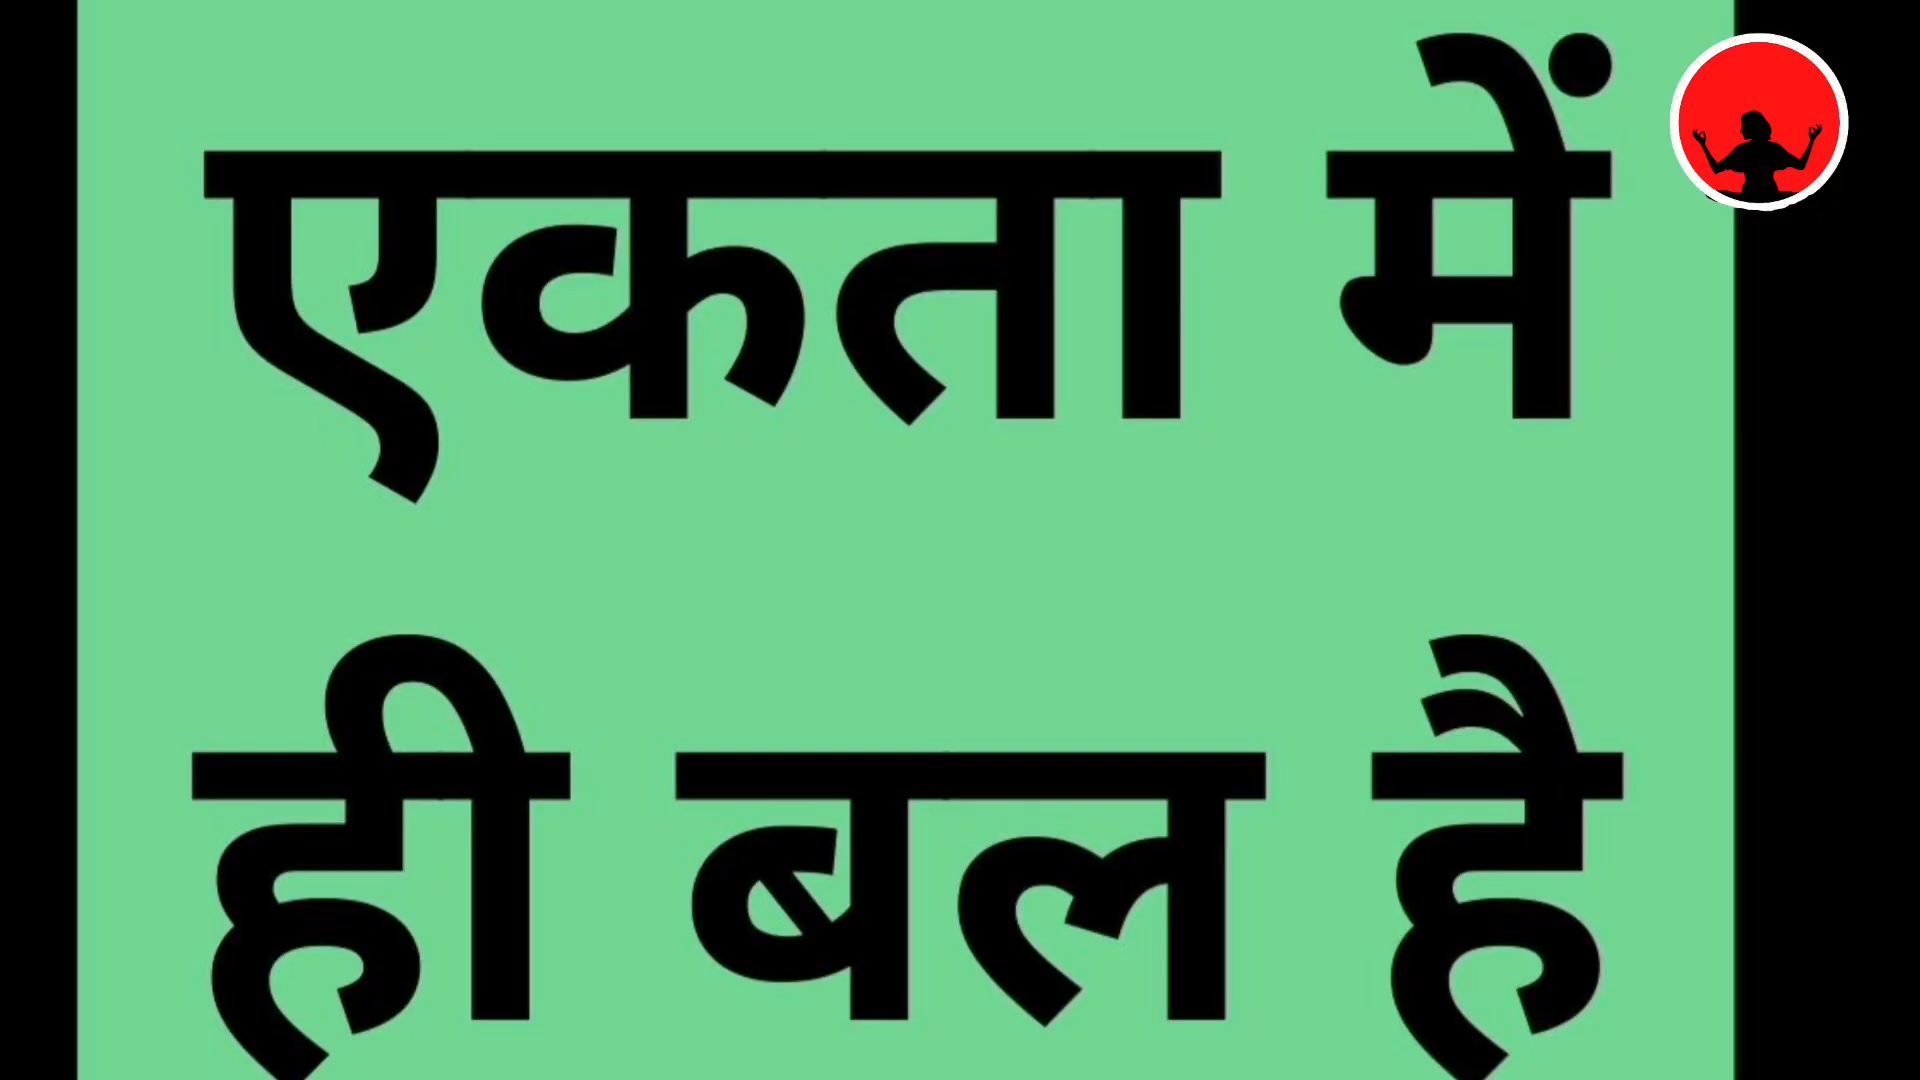 एकता में
ही बल है